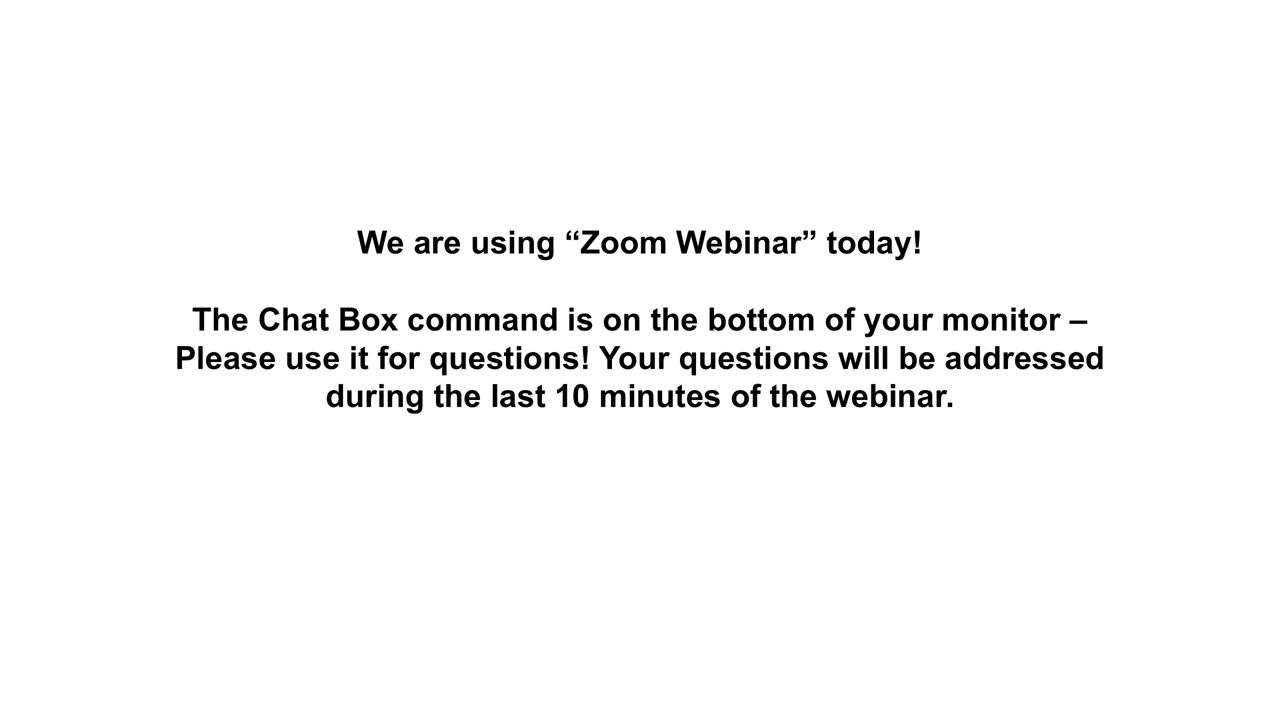 We are using “Zoom Webinar” today!
The Chat Box command is on the bottom of your monitor –
Please use it for questions! Your questions will be addressed
during the last 10 minutes of the webinar.